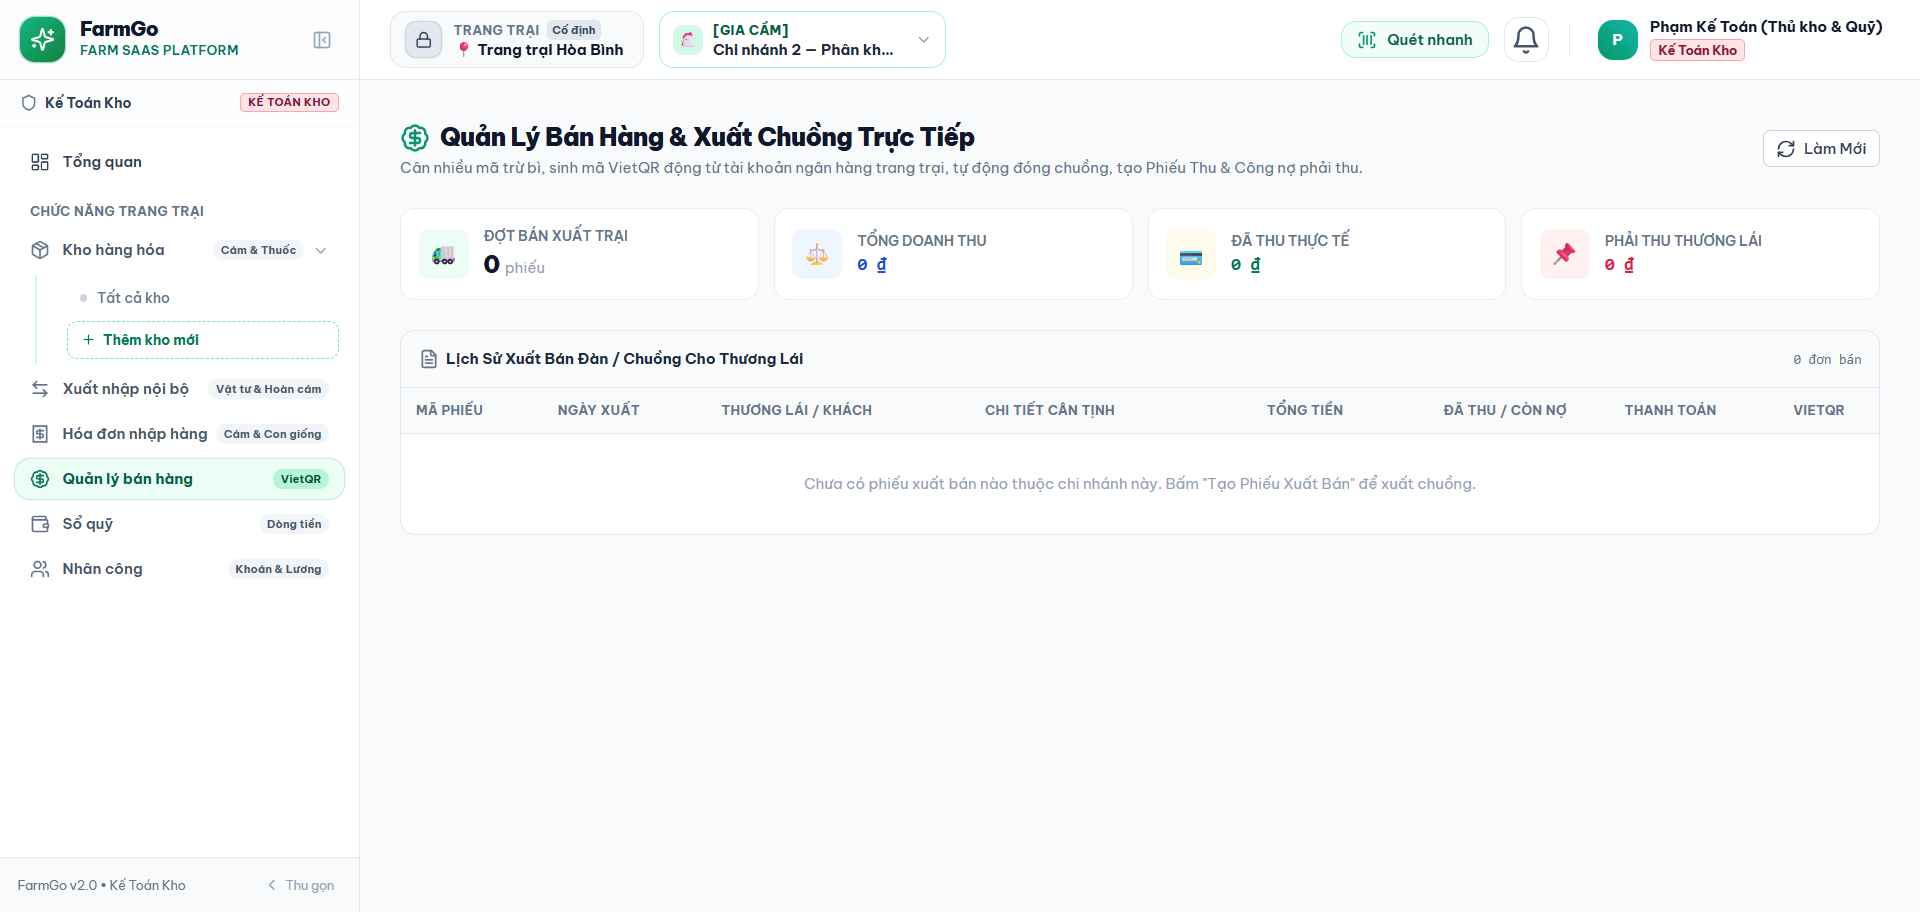 FarmGo
FARM SAAS PLATFORM
Kế Toán Kho
KẾ TOÁN KHO
Tổng quan
CHỨC NĂNG TRANG TRẠI
Kho hàng hóa
Cám & Thuốc
Tất cả kho
+ Thêm kho mới
Xuất nhập nội bộ
Vật tư & Hoàn cám
Hóa đơn nhập hàng
Cám & Con giống
Quản lý bán hàng
VietQR
Sổ quỹ
Dòng tiền
Nhân công
Khoán & Lương
FarmGo v2.0 • Kế Toán Kho
Thu gọn
TRANG TRẠI
Cố định
Trang trại Hòa Bình
[GIA CẦM]
Chi nhánh 2 — Phân kh...
Quét nhanh
P
Phạm Kế Toán (Thủ kho & Quỹ)
Kế Toán Kho
Quản Lý Bán Hàng & Xuất Chuồng Trực Tiếp
Cân nhiều mã trừ bì, sinh mã VietQR động từ tài khoản ngân hàng trang trại, tự động đóng chuồng, tạo Phiếu Thu & Công nợ phải thu.
Làm Mới
ĐỢT BÁN XUẤT TRẠI
0 phiếu
TỔNG DOANH THU
0 đ
ĐÃ THU THỰC TẾ
0 đ
PHẢI THU THƯƠNG LÁI
0 đ
Lịch Sử Xuất Bán Đàn / Chuồng Cho Thương Lái
0 đơn bán
MÃ PHIẾU
NGÀY XUẤT
THƯƠNG LÁI / KHÁCH
CHI TIẾT CÂN TỊNH
TỔNG TIỀN
ĐÃ THU / CÒN NỢ
THANH TOÁN
VIETQR
Chưa có phiếu xuất bán nào thuộc chi nhánh này. Bấm "Tạo Phiếu Xuất Bán" để xuất chuồng.